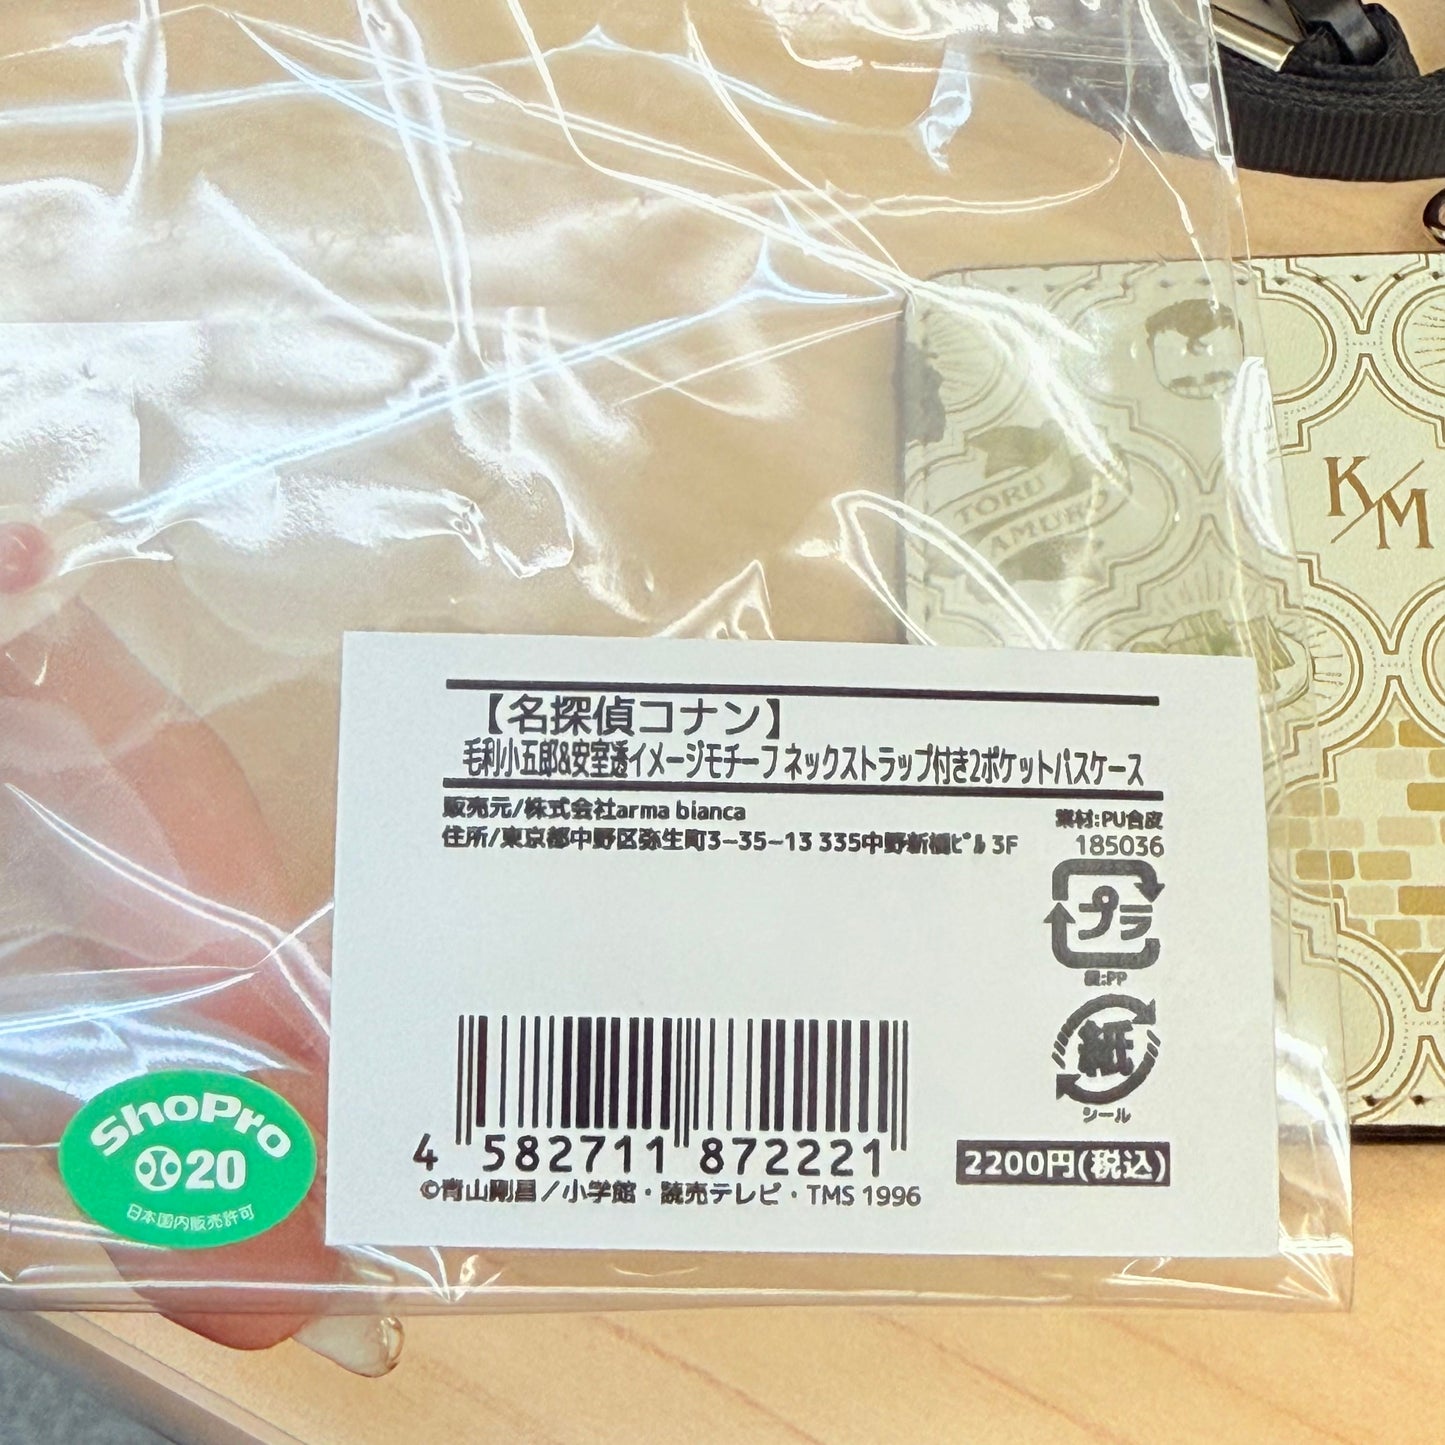 TORU
AMURO
K/M
【名探偵コナン】
毛利小五郎&安室透イメージモチーフ ネックストラップ付き2ポケットパスケース
販売元/株式会社arma bianca
住所/東京都中野区弥生町3-35-13 335中野新橋ビル 3F
素材:PU合皮
185036
プラ
袋:PP
紙
シール
4 582711 872221
2200円(税込)
©青山剛昌/小学館・読売テレビ・TMS 1996
ShoPro
20
日本国内販売許可